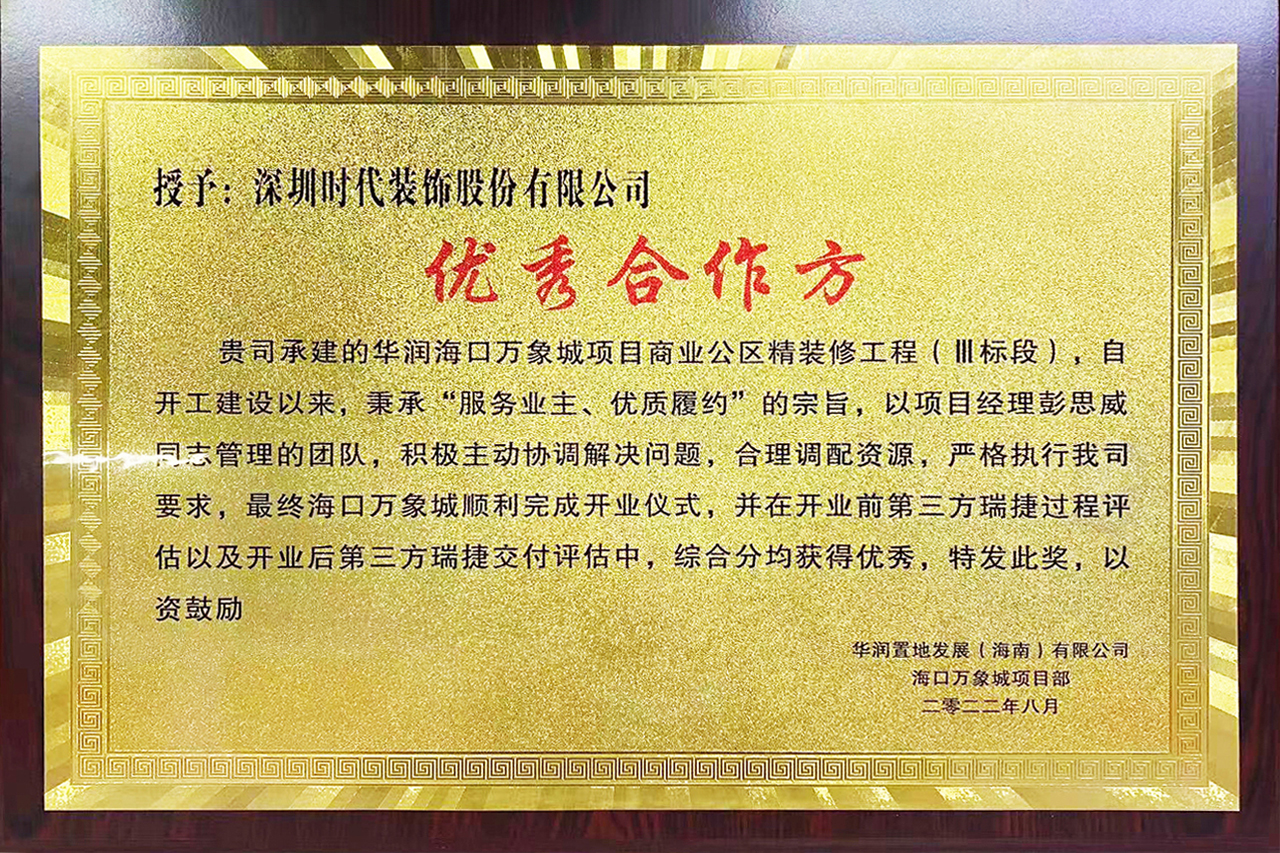 授予：深圳时代装饰股份有限公司
优秀合作方
贵司承建的华润海口万象城项目商业公区精装修工程（Ⅲ标段），自
开工建设以来，秉承“服务业主、优质履约”的宗旨，以项目经理彭思威
同志管理的团队，积极主动协调解决问题，合理调配资源，严格执行我司
要求，最终海口万象城顺利完成开业仪式，并在开业前第三方瑞捷过程评
估以及开业后第三方瑞捷交付评估中，综合分均获得优秀，特发此奖，以
资鼓励
华润置地发展（海南）有限公司
海口万象城项目部
二零二二年八月